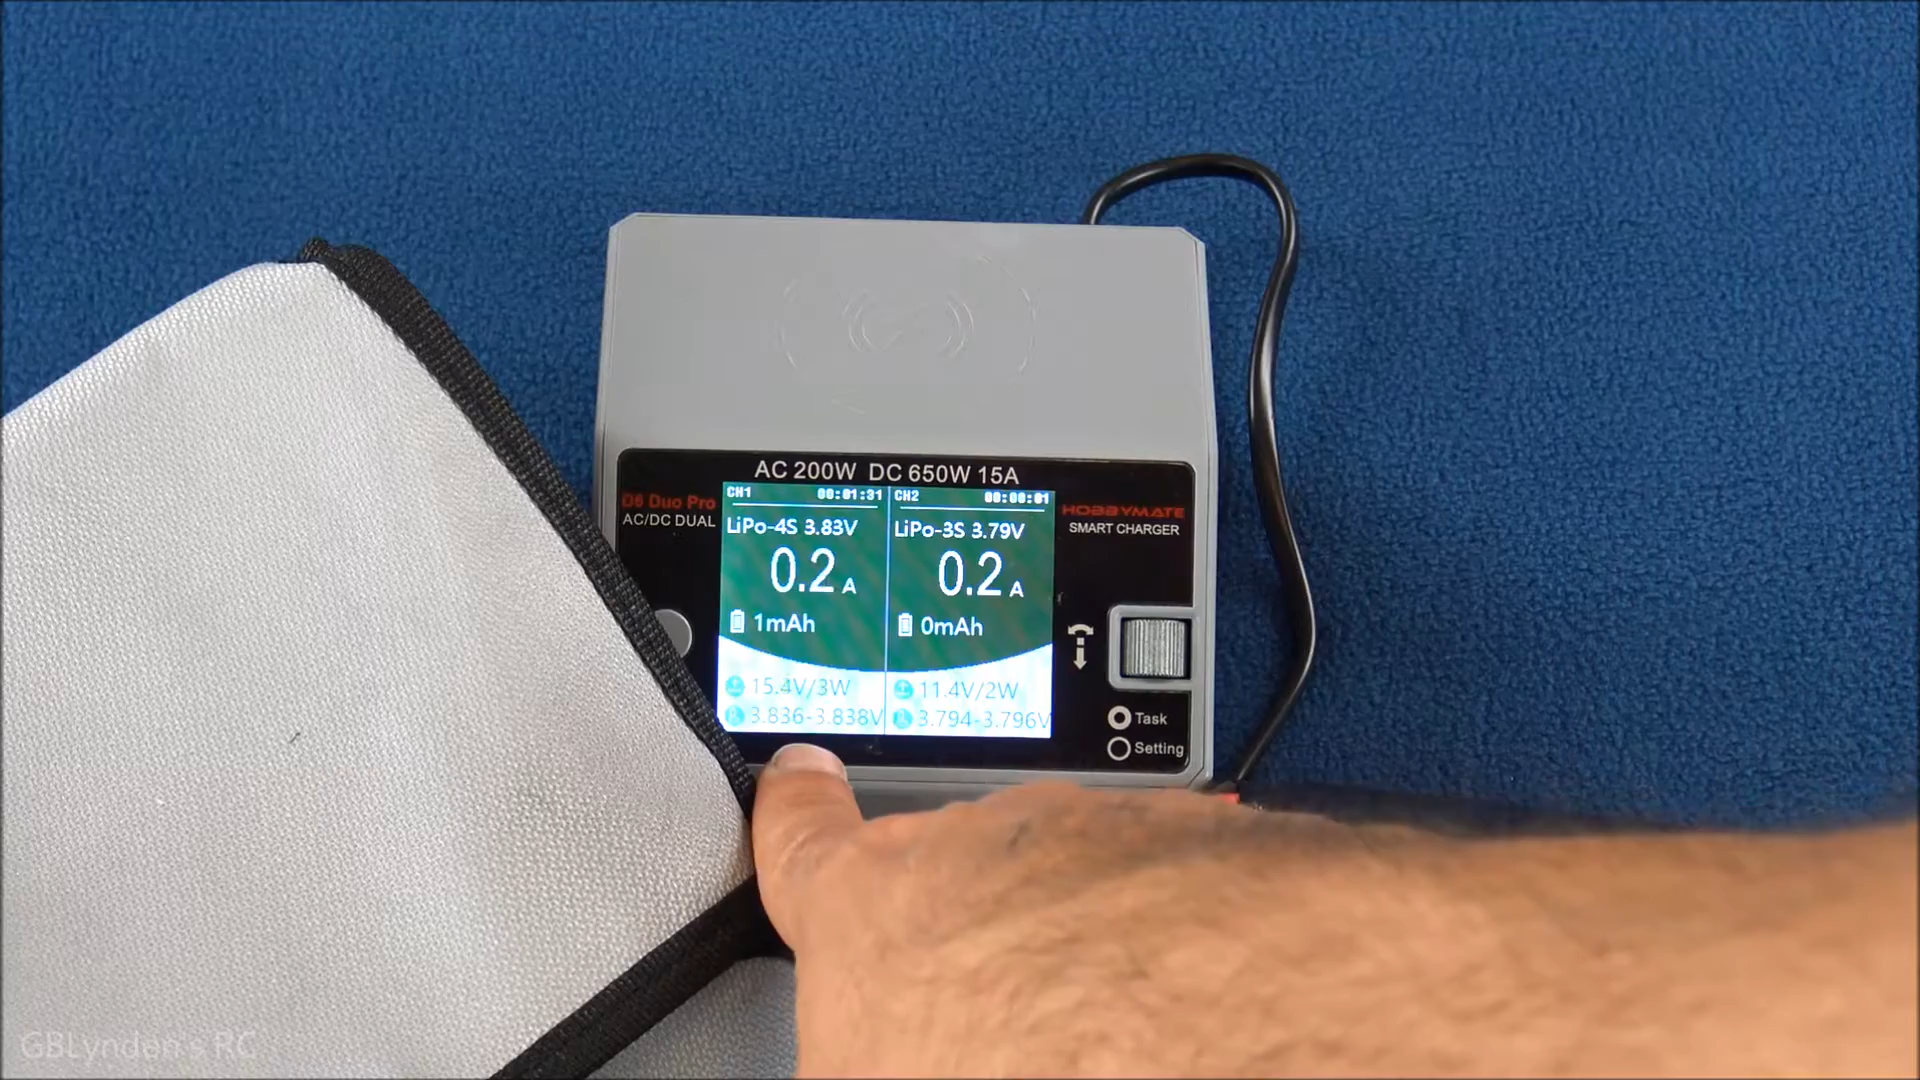 AC 200W DC 650W 15A
D6 Duo Pro
AC/DC DUAL
CH1 00:01:31
LiPo-4S 3.83V
0.2 A
1mAh
15.4V/3W
3.836-3.838V
CH2 00:00:01
LiPo-3S 3.79V
0.2 A
0mAh
11.4V/2W
3.794-3.796V
HOBBYMATE
SMART CHARGER
Task
Setting
GBLynden's RC